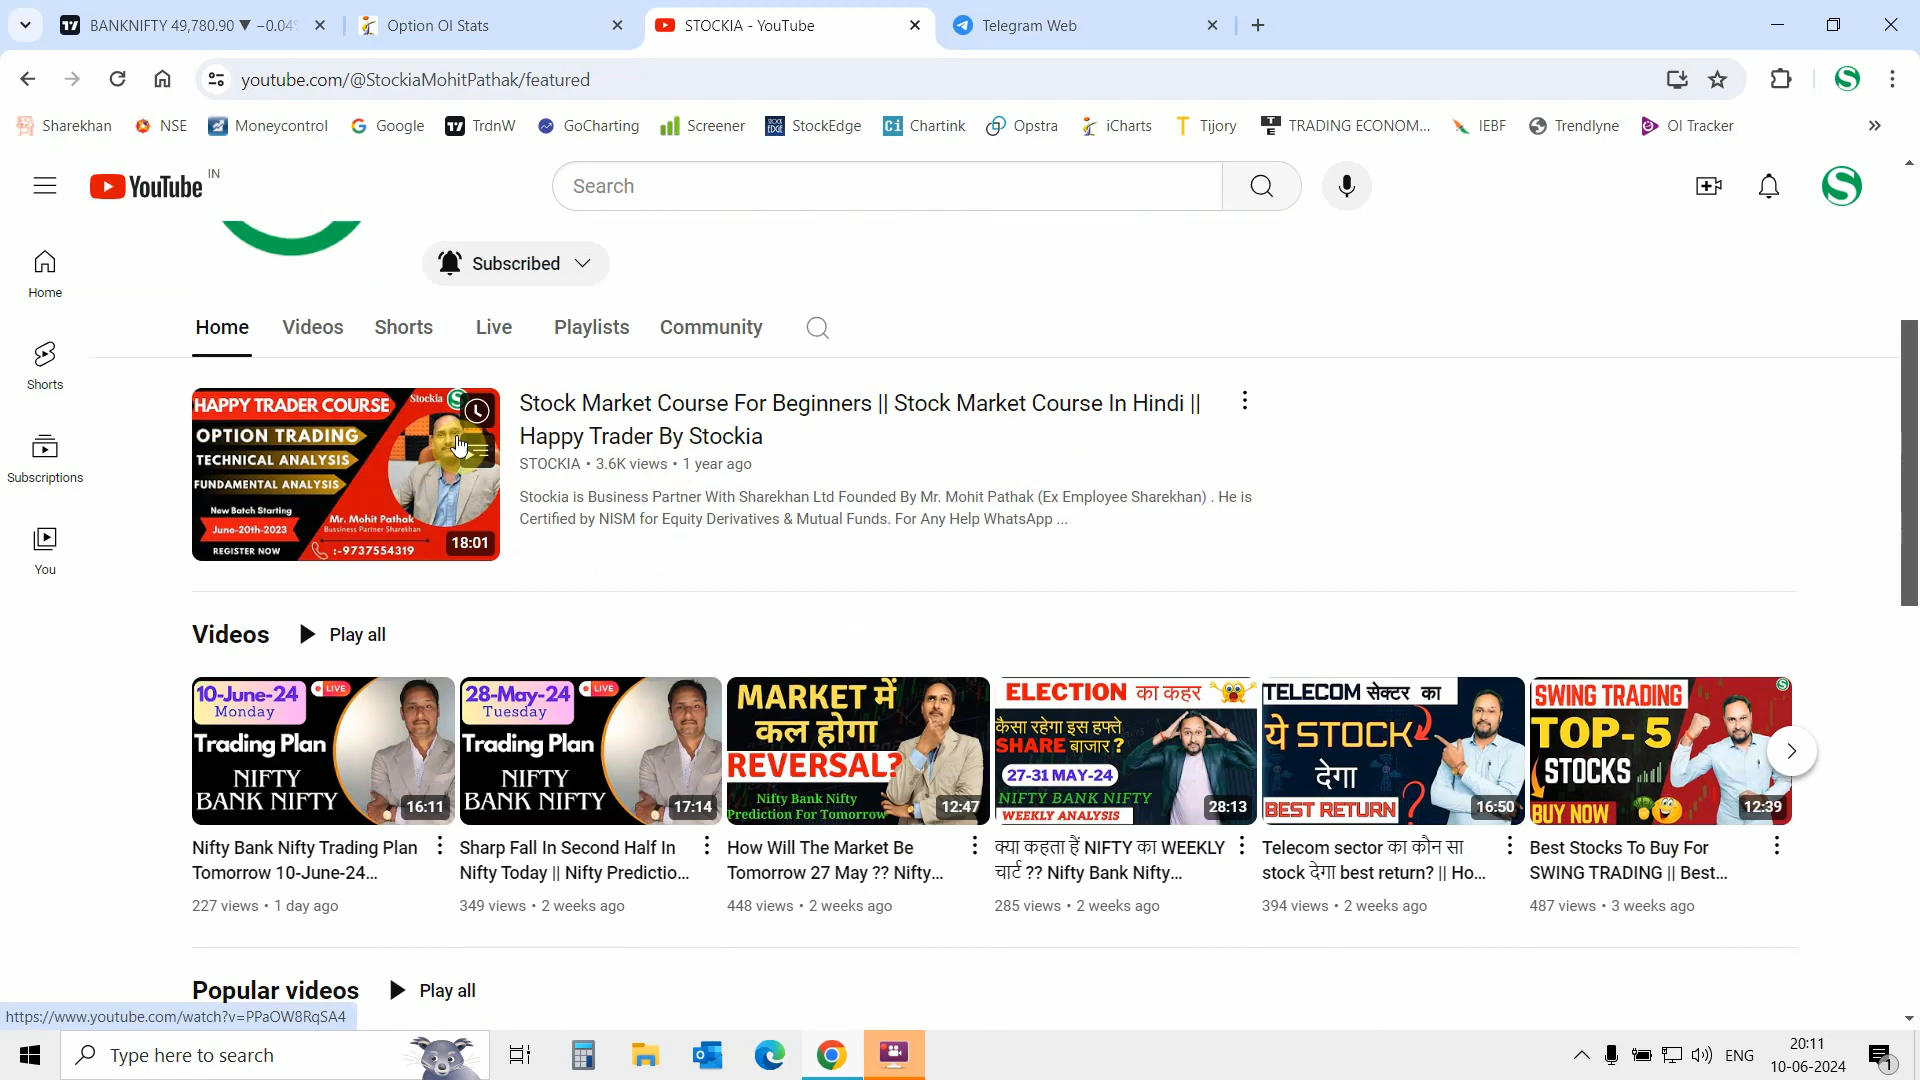 BANKNIFTY 49,780.90 ▼ −0.04%
Option OI Stats
STOCKIA - YouTube
Telegram Web
youtube.com/@StockiaMohitPathak/featured
Sharekhan NSE Moneycontrol Google TrdnW GoCharting Screener StockEdge Chartink Opstra iCharts Tijory TRADING ECONOM... IEBF Trendlyne OI Tracker »
YouTube IN
Search
Home
Shorts
Subscriptions
You
Subscribed
Home Videos Shorts Live Playlists Community
HAPPY TRADER COURSE
Stockia
OPTION TRADING
TECHNICAL ANALYSIS
FUNDAMENTAL ANALYSIS
New Batch Starting
June-20th-2023
REGISTER NOW
Mr. Mohit Pathak
Bussiness Partner Sharekhan
:-9737554319
18:01
Stock Market Course For Beginners || Stock Market Course In Hindi ||
Happy Trader By Stockia
STOCKIA • 3.6K views • 1 year ago
Stockia is Business Partner With Sharekhan Ltd Founded By Mr. Mohit Pathak (Ex Employee Sharekhan) . He is
Certified by NISM for Equity Derivatives & Mutual Funds. For Any Help WhatsApp ...
Videos Play all
10-June-24
Monday
LIVE
Trading Plan
NIFTY
BANK NIFTY
16:11
28-May-24
Tuesday
LIVE
Trading Plan
NIFTY
BANK NIFTY
17:14
MARKET में
कल होगा
REVERSAL?
Nifty Bank Nifty
Prediction For Tomorrow
12:47
ELECTION का कहर
कैसा रहेगा इस हफ्ते
SHARE बाजार ?
27-31 MAY-24
NIFTY BANK NIFTY
WEEKLY ANALYSIS
28:13
TELECOM सेक्टर का
ये STOCK
देगा
BEST RETURN ?
16:50
SWING TRADING
TOP- 5
STOCKS
BUY NOW
12:39
Nifty Bank Nifty Trading Plan
Tomorrow 10-June-24...
227 views • 1 day ago
Sharp Fall In Second Half In
Nifty Today || Nifty Predictio...
349 views • 2 weeks ago
How Will The Market Be
Tomorrow 27 May ?? Nifty...
448 views • 2 weeks ago
क्या कहता हैं NIFTY का WEEKLY
चार्ट ?? Nifty Bank Nifty...
285 views • 2 weeks ago
Telecom sector का कौन सा
stock देगा best return? || Ho...
394 views • 2 weeks ago
Best Stocks To Buy For
SWING TRADING || Best...
487 views • 3 weeks ago
Popular videos Play all
https://www.youtube.com/watch?v=PPaOW8RqSA4
Type here to search
ENG
20:11
10-06-2024
1